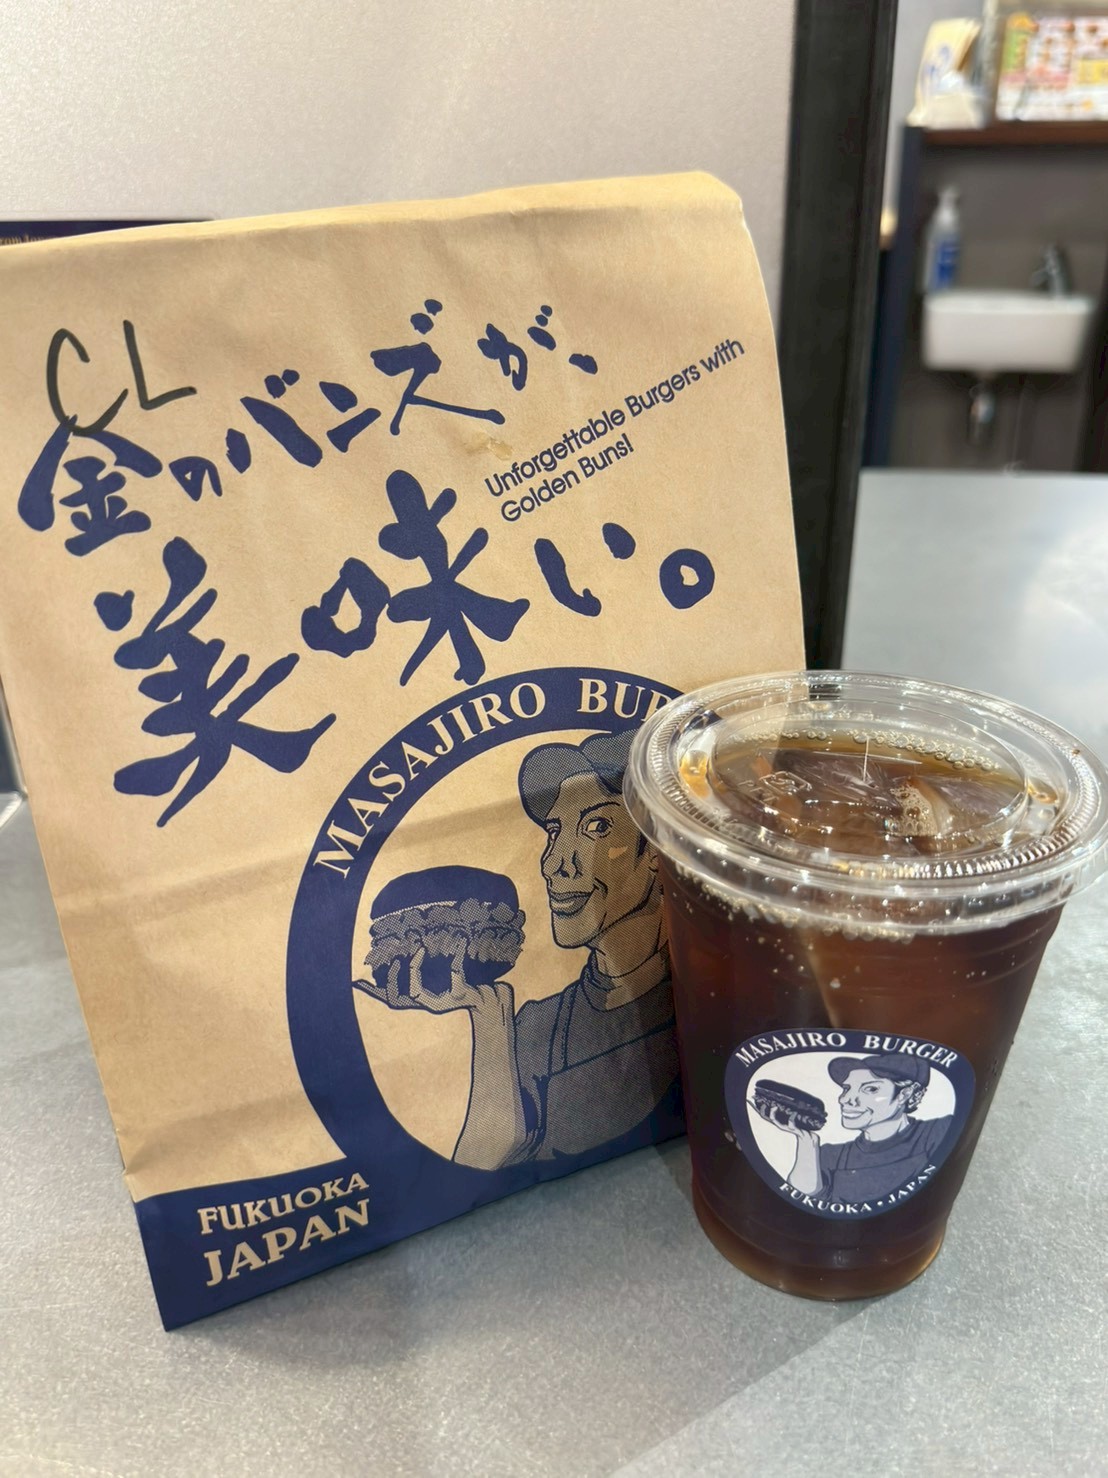 CL
金のバンズが、
美味い。
Unforgettable Burgers with
Golden Buns!
MASAJIRO BUR
FUKUOKA
JAPAN
MASAJIRO BURGER
FUKUOKA • JAPAN